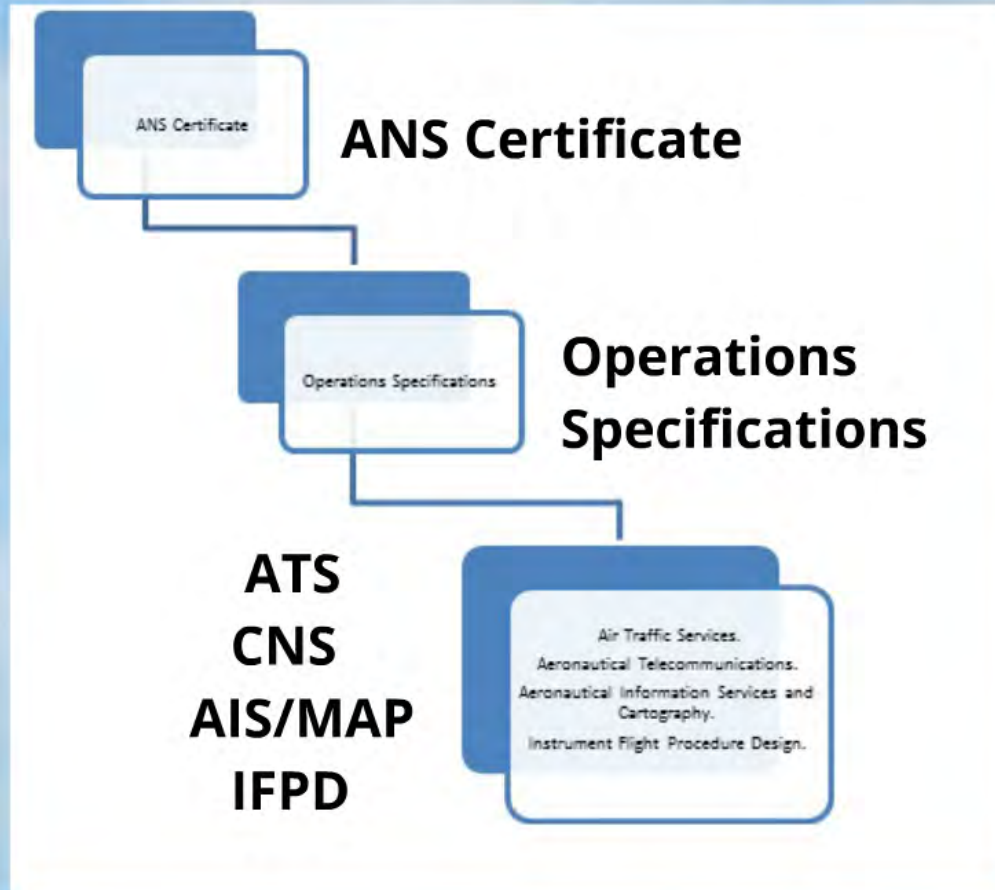 ANS Certificate
ANS Certificate
Operations Specifications
Operations
Specifications
ATS
CNS
AIS/MAP
IFPD
Air Traffic Services.
Aeronautical Telecommunications.
Aeronautical Information Services and
Cartography.
Instrument Flight Procedure Design.